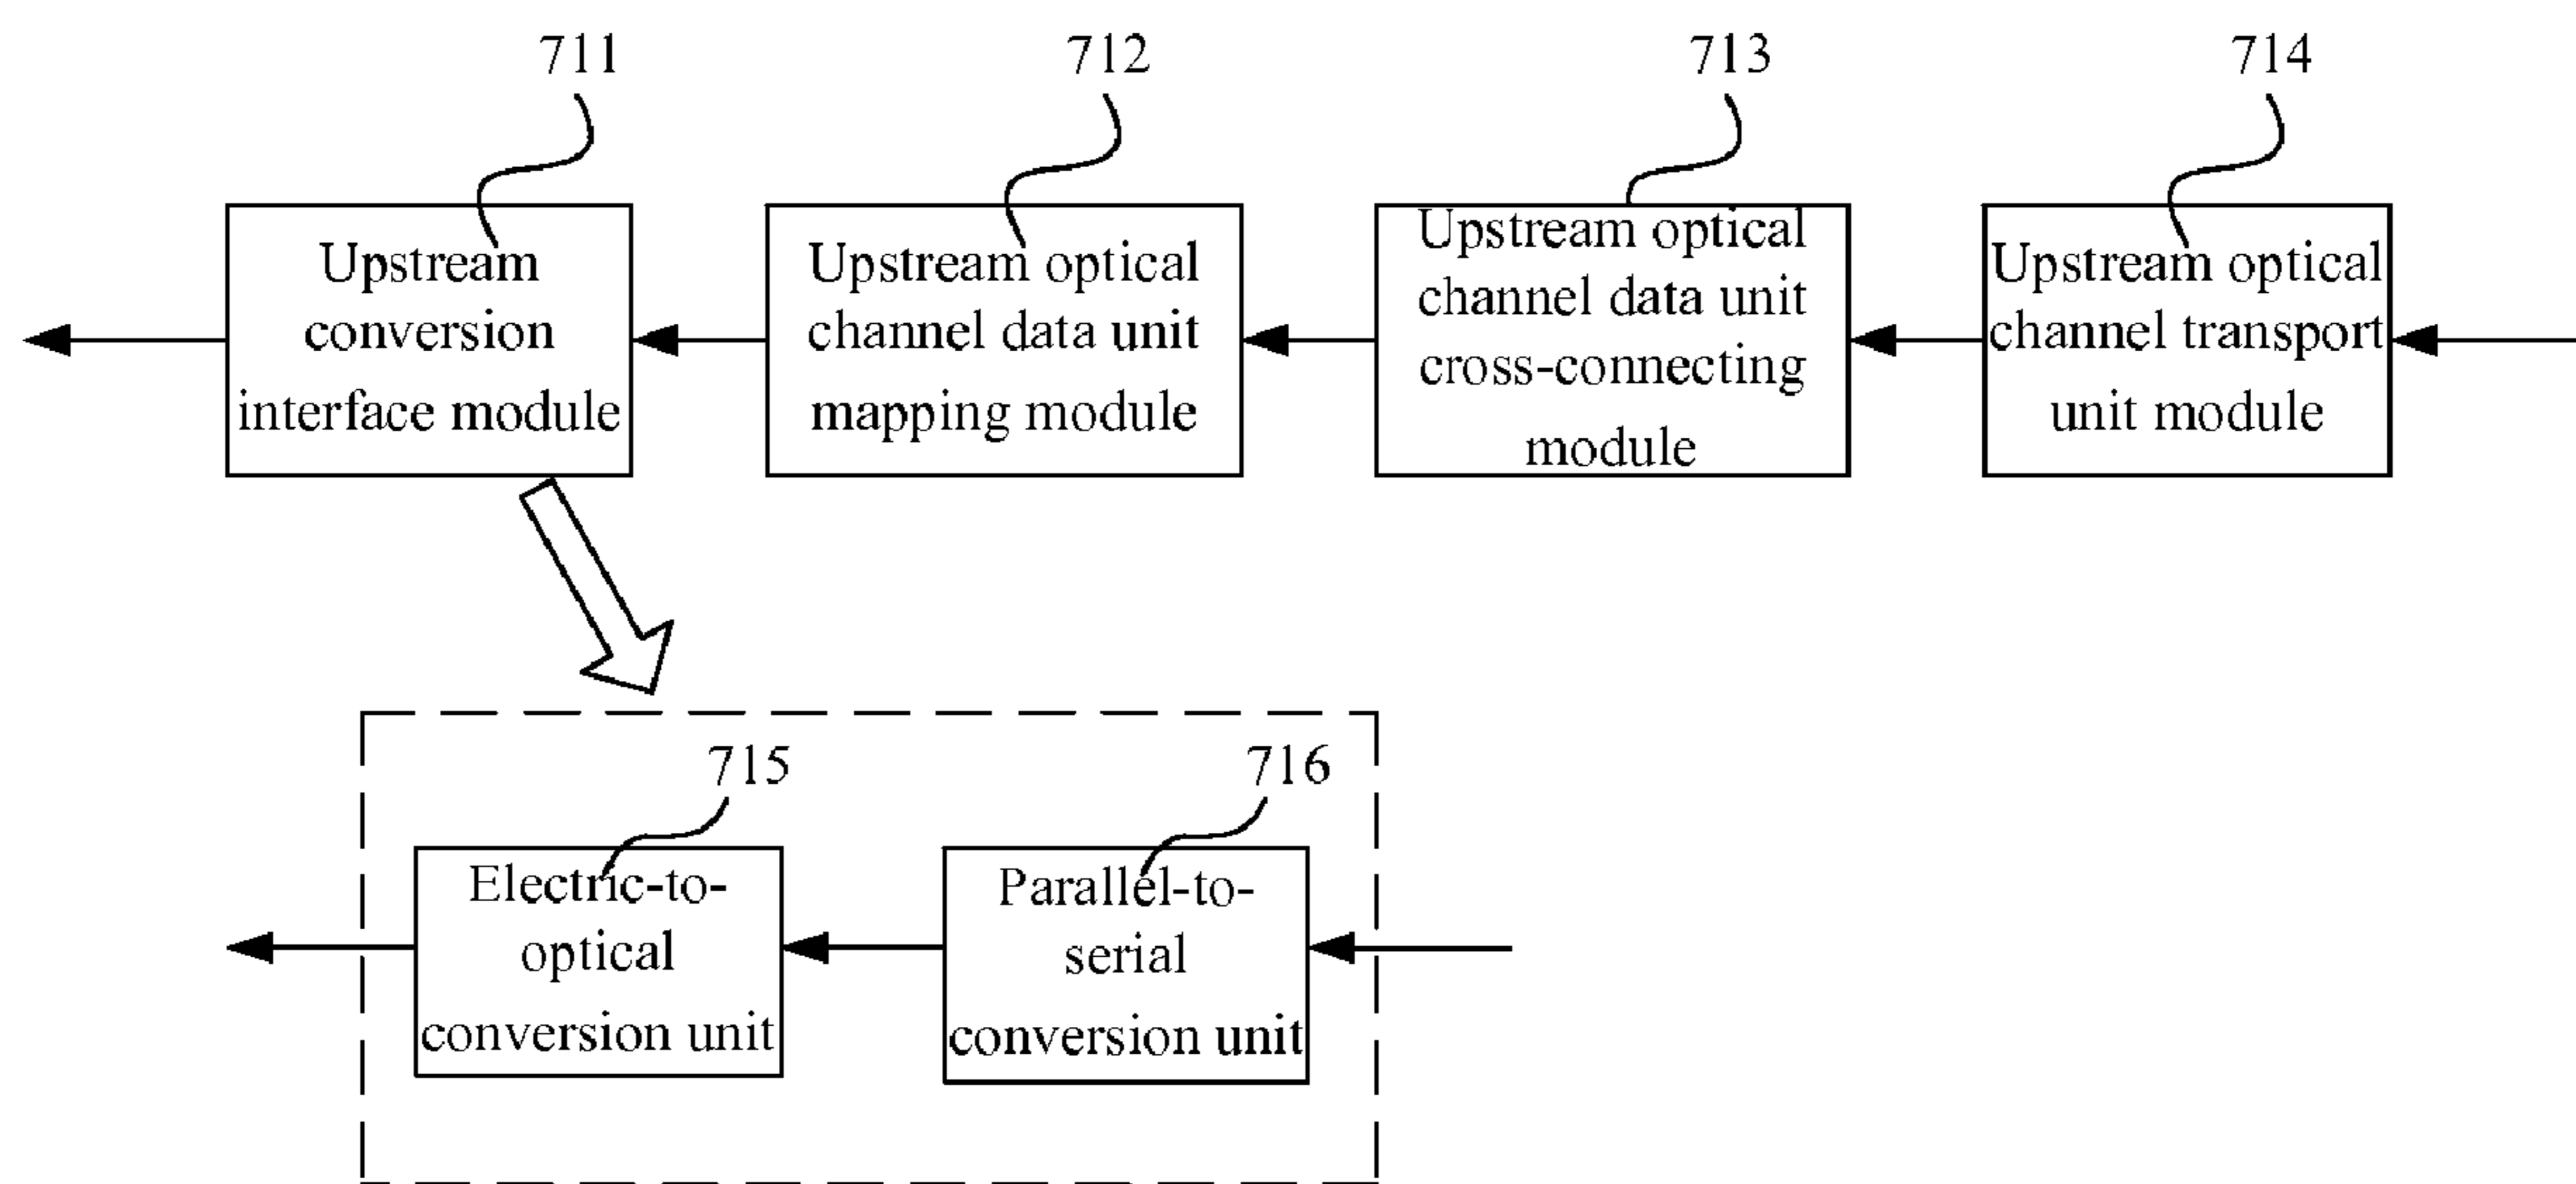 711
712
713
714
Upstream
conversion
interface module
Upstream optical
channel data unit
mapping module
Upstream optical
channel data unit
cross-connecting
module
Upstream optical
channel transport
unit module
715
716
Electric-to-
optical
conversion unit
Parallel-to-
serial
conversion unit